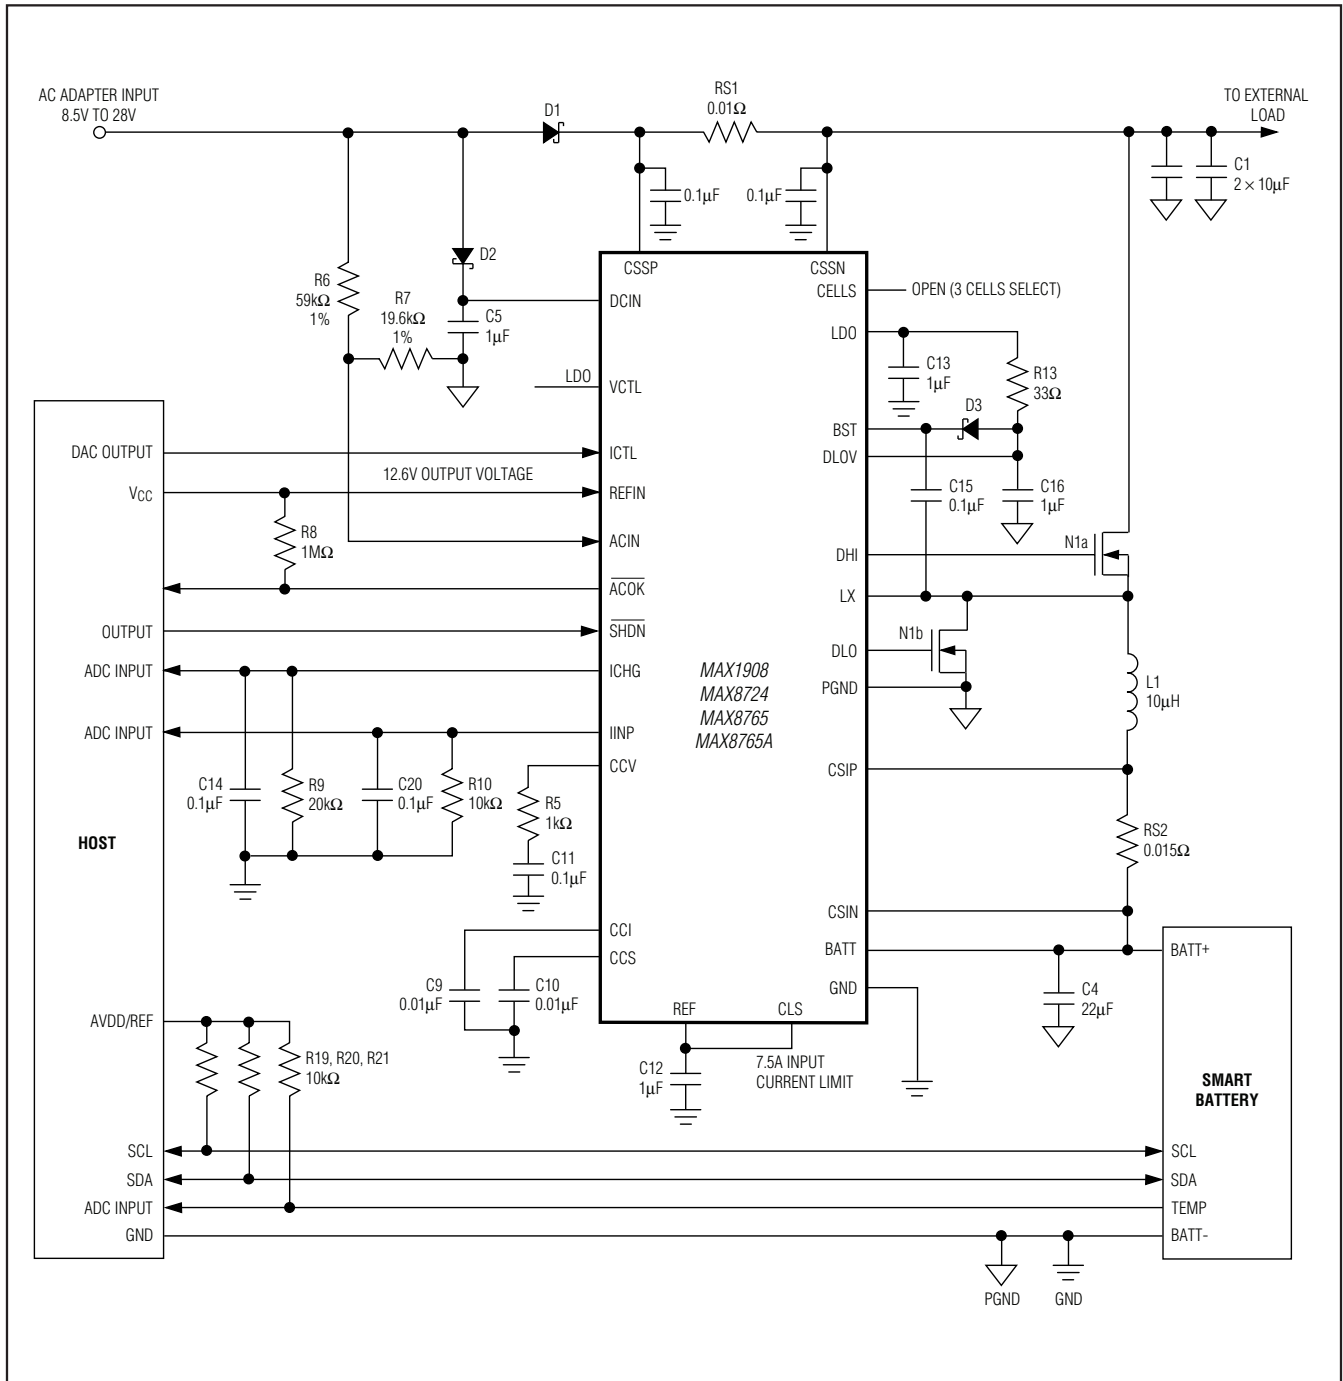 AC ADAPTER INPUT
8.5V TO 28V
D1
RS1
0.01Ω
TO EXTERNAL
LOAD
C1
2 × 10µF
0.1µF
0.1µF
D2
R6
59kΩ
1%
R7
19.6kΩ
1%
C5
1µF
CSSP
CSSN
CELLS
OPEN (3 CELLS SELECT)
DCIN
LDO
C13
1µF
R13
33Ω
LDO
VCTL
D3
BST
DLOV
DAC OUTPUT
ICTL
12.6V OUTPUT VOLTAGE
VCC
REFIN
C15
0.1µF
C16
1µF
R8
1MΩ
ACIN
N1a
DHI
ACOK
LX
OUTPUT
SHDN
N1b
DLO
ADC INPUT
ICHG
MAX1908
MAX8724
MAX8765
MAX8765A
PGND
L1
10µH
ADC INPUT
IINP
CCV
CSIP
C14
0.1µF
R9
20kΩ
C20
0.1µF
R10
10kΩ
R5
1kΩ
HOST
RS2
0.015Ω
C11
0.1µF
CSIN
CCI
BATT
BATT+
CCS
C9
0.01µF
C10
0.01µF
GND
C4
22µF
REF
CLS
AVDD/REF
R19, R20, R21
10kΩ
C12
1µF
7.5A INPUT
CURRENT LIMIT
SMART
BATTERY
SCL
SCL
SDA
SDA
ADC INPUT
TEMP
GND
BATT-
PGND
GND